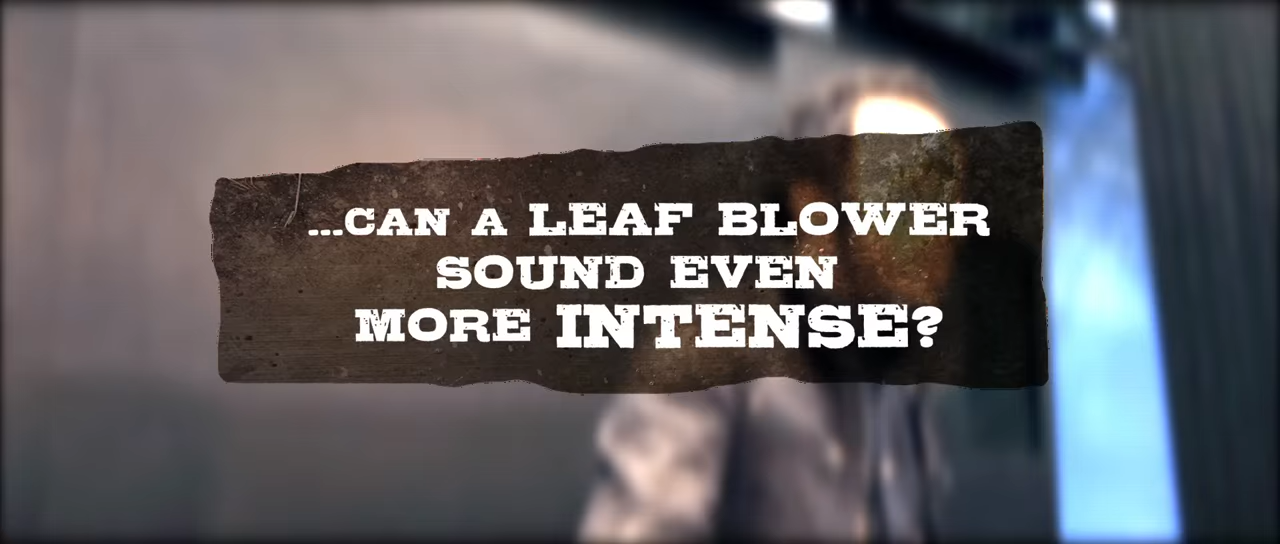 ...CAN A LEAF BLOWER
SOUND EVEN
MORE INTENSE?